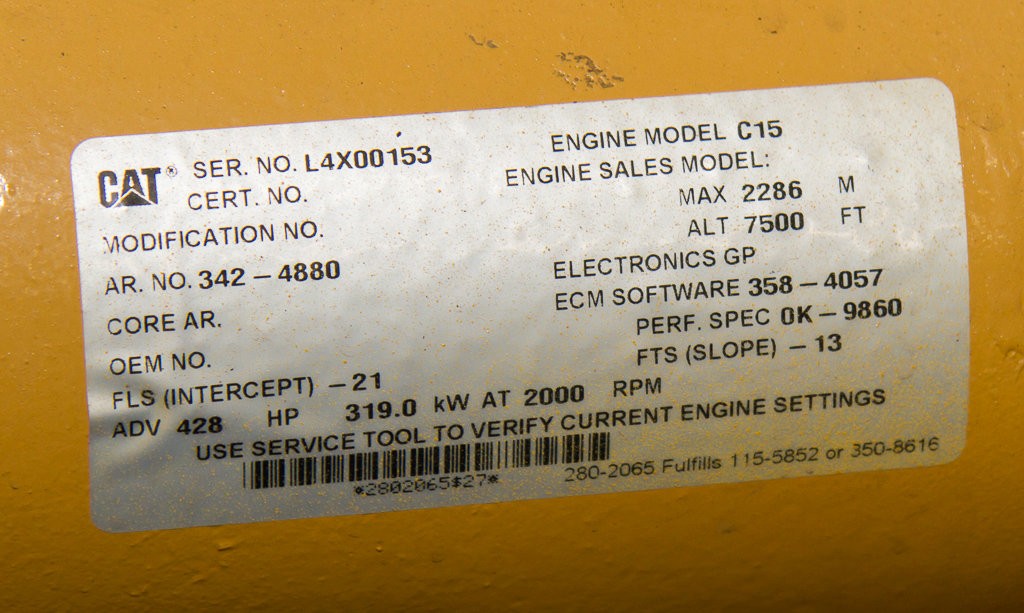 CAT® SER. NO. L4X00153
ENGINE MODEL C15
CERT. NO.
ENGINE SALES MODEL:
MODIFICATION NO.
MAX 2286 M
ALT 7500 FT
AR. NO. 342-4880
ELECTRONICS GP
ECM SOFTWARE 358-4057
CORE AR.
PERF. SPEC 0K-9860
OEM NO.
FTS (SLOPE) -13
FLS (INTERCEPT) -21
ADV 428 HP 319.0 kW AT 2000 RPM
USE SERVICE TOOL TO VERIFY CURRENT ENGINE SETTINGS
*2802065$27*
280-2065 Fulfills 115-5852 or 350-8616